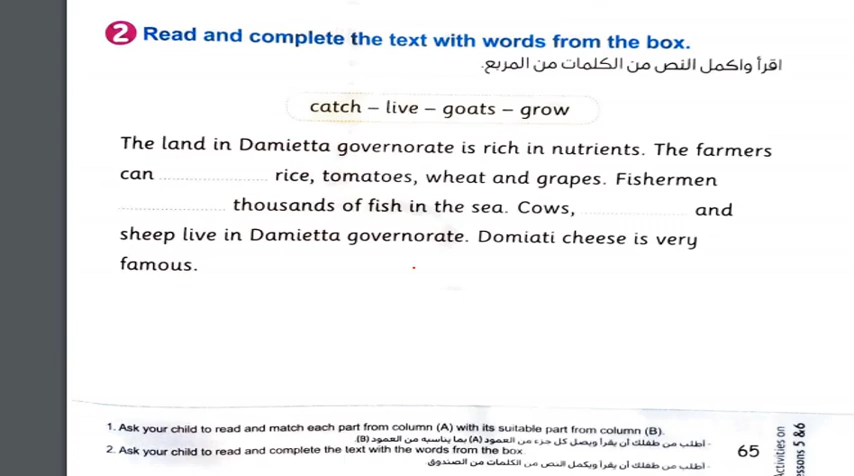 2 Read and complete the text with words from the box.
اقرأ واكمل النص من الكلمات من المربع.
catch – live – goats – grow
The land in Damietta governorate is rich in nutrients. The farmers
can .................... rice, tomatoes, wheat and grapes. Fishermen
.................... thousands of fish in the sea. Cows, .................... and
sheep live in Damietta governorate. Domiati cheese is very
famous.
1. Ask your child to read and match each part from column (A) with its suitable part from column (B).
- اطلب من طفلك أن يقرأ ويصل كل جزء من العمود (A) بما يناسبه من العمود (B).
2. Ask your child to read and complete the text with the words from the box
- اطلب من طفلك أن يقرأ ويكمل النص من الكلمات من الصندوق
65
ctivities on
essons 5 &6